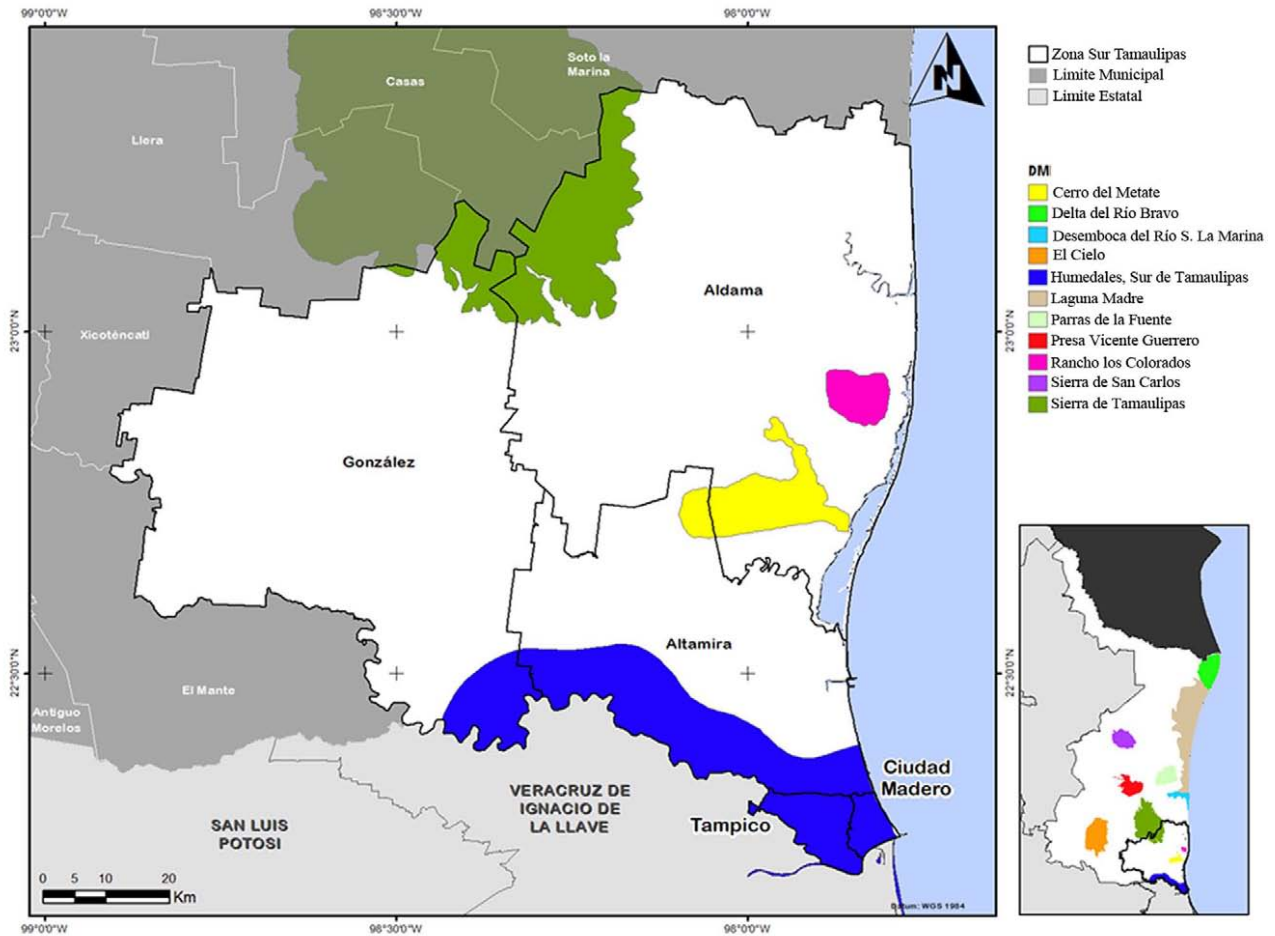 99°0'0"W
98°30'0"W
98°0'0"W
Casas
Soto la
Marina
N
Llera
Aldama
23°0'0"N
23°0'0"N
Xicoténcatl
González
Altamira
22°30'0"N
22°30'0"N
El Mante
Antiguo
Morelos
Ciudad
Madero
VERACRUZ DE
IGNACIO DE
LA LLAVE
SAN LUIS
POTOSI
Tampico
0 5 10 20
Km
Datum: WGS 1984
99°0'0"W
98°30'0"W
98°0'0"W
Zona Sur Tamaulipas
Limite Municipal
Limite Estatal
DMI
Cerro del Metate
Delta del Río Bravo
Desemboca del Río S. La Marina
El Cielo
Humedales, Sur de Tamaulipas
Laguna Madre
Parras de la Fuente
Presa Vicente Guerrero
Rancho los Colorados
Sierra de San Carlos
Sierra de Tamaulipas